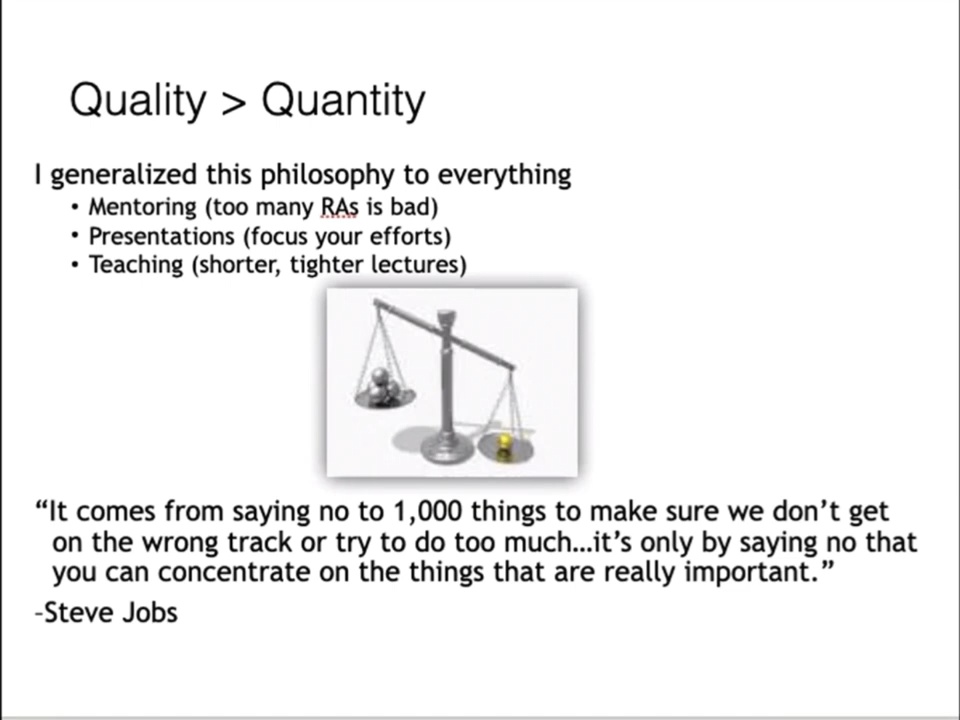 Quality > Quantity
I generalized this philosophy to everything
• Mentoring (too many RAs is bad)
• Presentations (focus your efforts)
• Teaching (shorter, tighter lectures)
“It comes from saying no to 1,000 things to make sure we don’t get
on the wrong track or try to do too much…it’s only by saying no that
you can concentrate on the things that are really important.”
-Steve Jobs